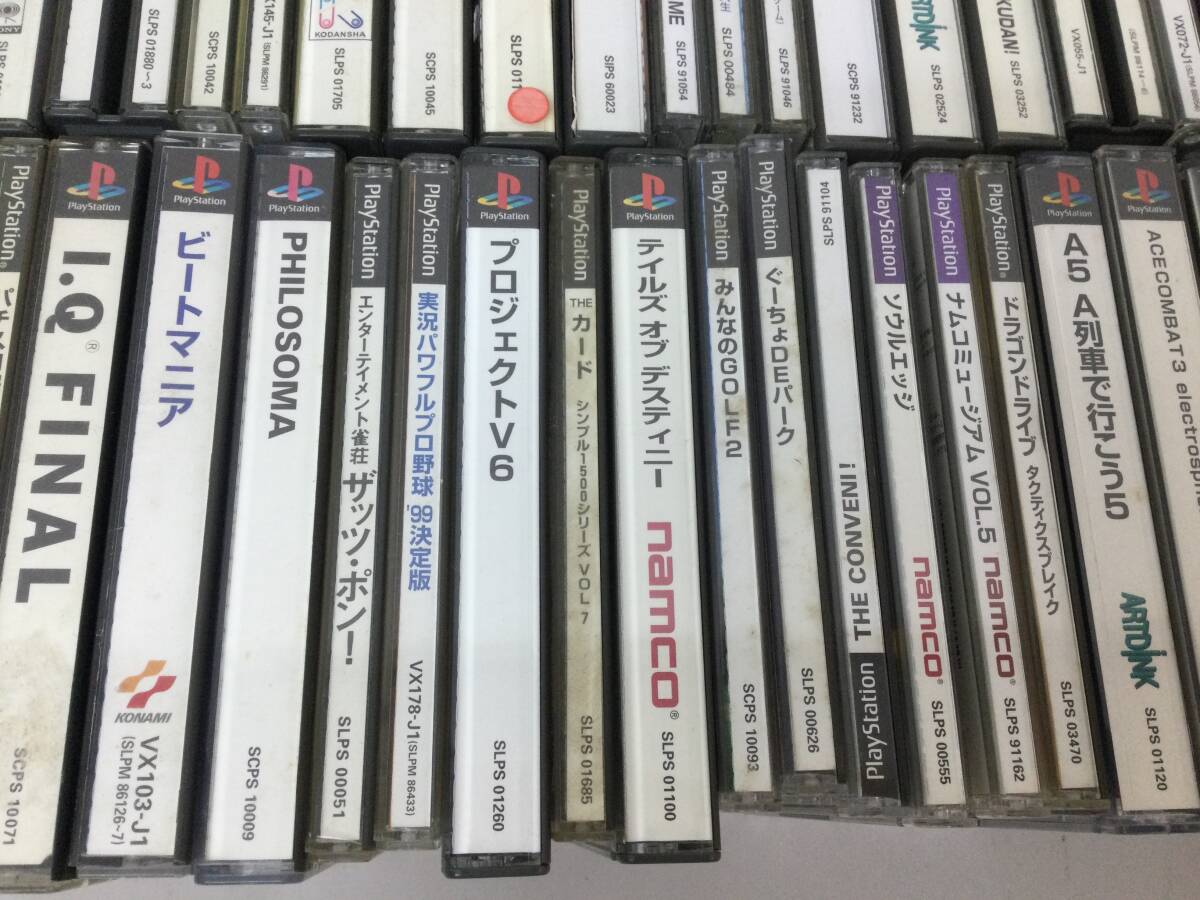 SLPS 01880~3
SCPS 10042
X145-J1 (SLPM 86291)
KODANSHA
SLPS 01705
SCPS 10045
SLPS 011
SIPS 60023
ME
SLPS 91054
SLPS 00484
SLPS 91046
SCPS 91232
ARTDINK
SLPS 02524
KUDAN!
SLPS 03252
VX055-J1
VX072-J1
PlayStation
PlayStation
I.Q® FINAL
SCPS 10071
PlayStation
ビートマニア
KONAMI
VX103-J1
(SLPM 86126~7)
PlayStation
PHILOSOMA
SCPS 10009
PlayStation
エンターテイメント雀荘
ザッツ・ポン!
SLPS 00051
PlayStation
実況パワフルプロ野球 '99決定版
VX178-J1(SLPM 86433)
PlayStation
プロジェクトV6
SLPS 01260
PlayStation
THE カード シンプル1500シリーズ VOL.7
SLPS 01685
PlayStation
テイルズ オブ デスティニー
namco®
SLPS 01100
PlayStation
みんなのGOLF2
SCPS 10093
PlayStation
ぐーちょDEパーク
SLPS 00626
SLPS 91104
THE CONVENI!
PlayStation
PlayStation
ソウルエッジ
namco®
SLPS 00555
PlayStation
ナムコミュージアム VOL.5
namco®
SLPS 91162
PlayStation®
ドラゴンドライブ タクティクスブレイク
SLPS 03470
PlayStation
A5 A列車で行こう5
ARTDINK
SLPS 01120
PlayStation
ACECOMBAT3 electrosph